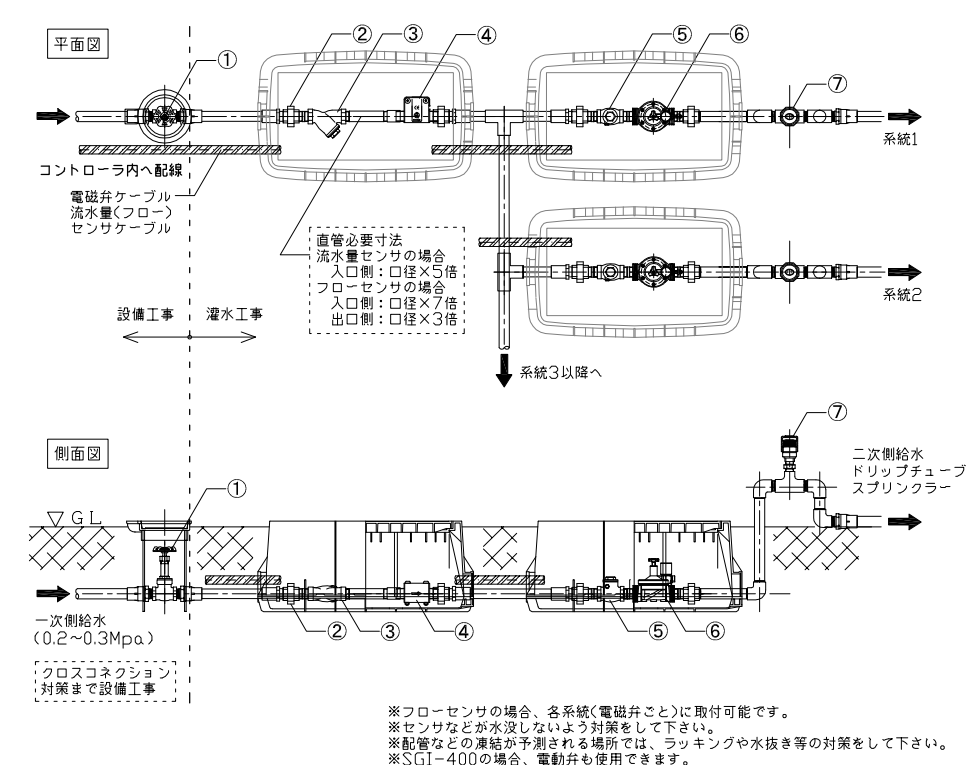 平面図
①
②
③
④
⑤
⑥
⑦
系統1
コントローラ内へ配線
電磁弁ケーブル
流水量(フロー)
センサケーブル
直管必要寸法
流水量センサの場合
入口側:口径×5倍
フローセンサの場合
入口側:口径×7倍
出口側:口径×3倍
系統2
設備工事
灌水工事
系統3以降へ
側面図
⑦
二次側給水
ドリップチューブ
スプリンクラー
①
GL
一次側給水
(0.2~0.3Mpa)
②
③
④
⑤
⑥
クロスコネクション
対策まで設備工事
※フローセンサの場合、各系統(電磁弁ごと)に取付可能です。
※センサなどが水没しないよう対策をして下さい。
※配管などの凍結が予測される場所では、ラッキングや水抜き等の対策をして下さい。
※SGI-400の場合、電動弁も使用できます。